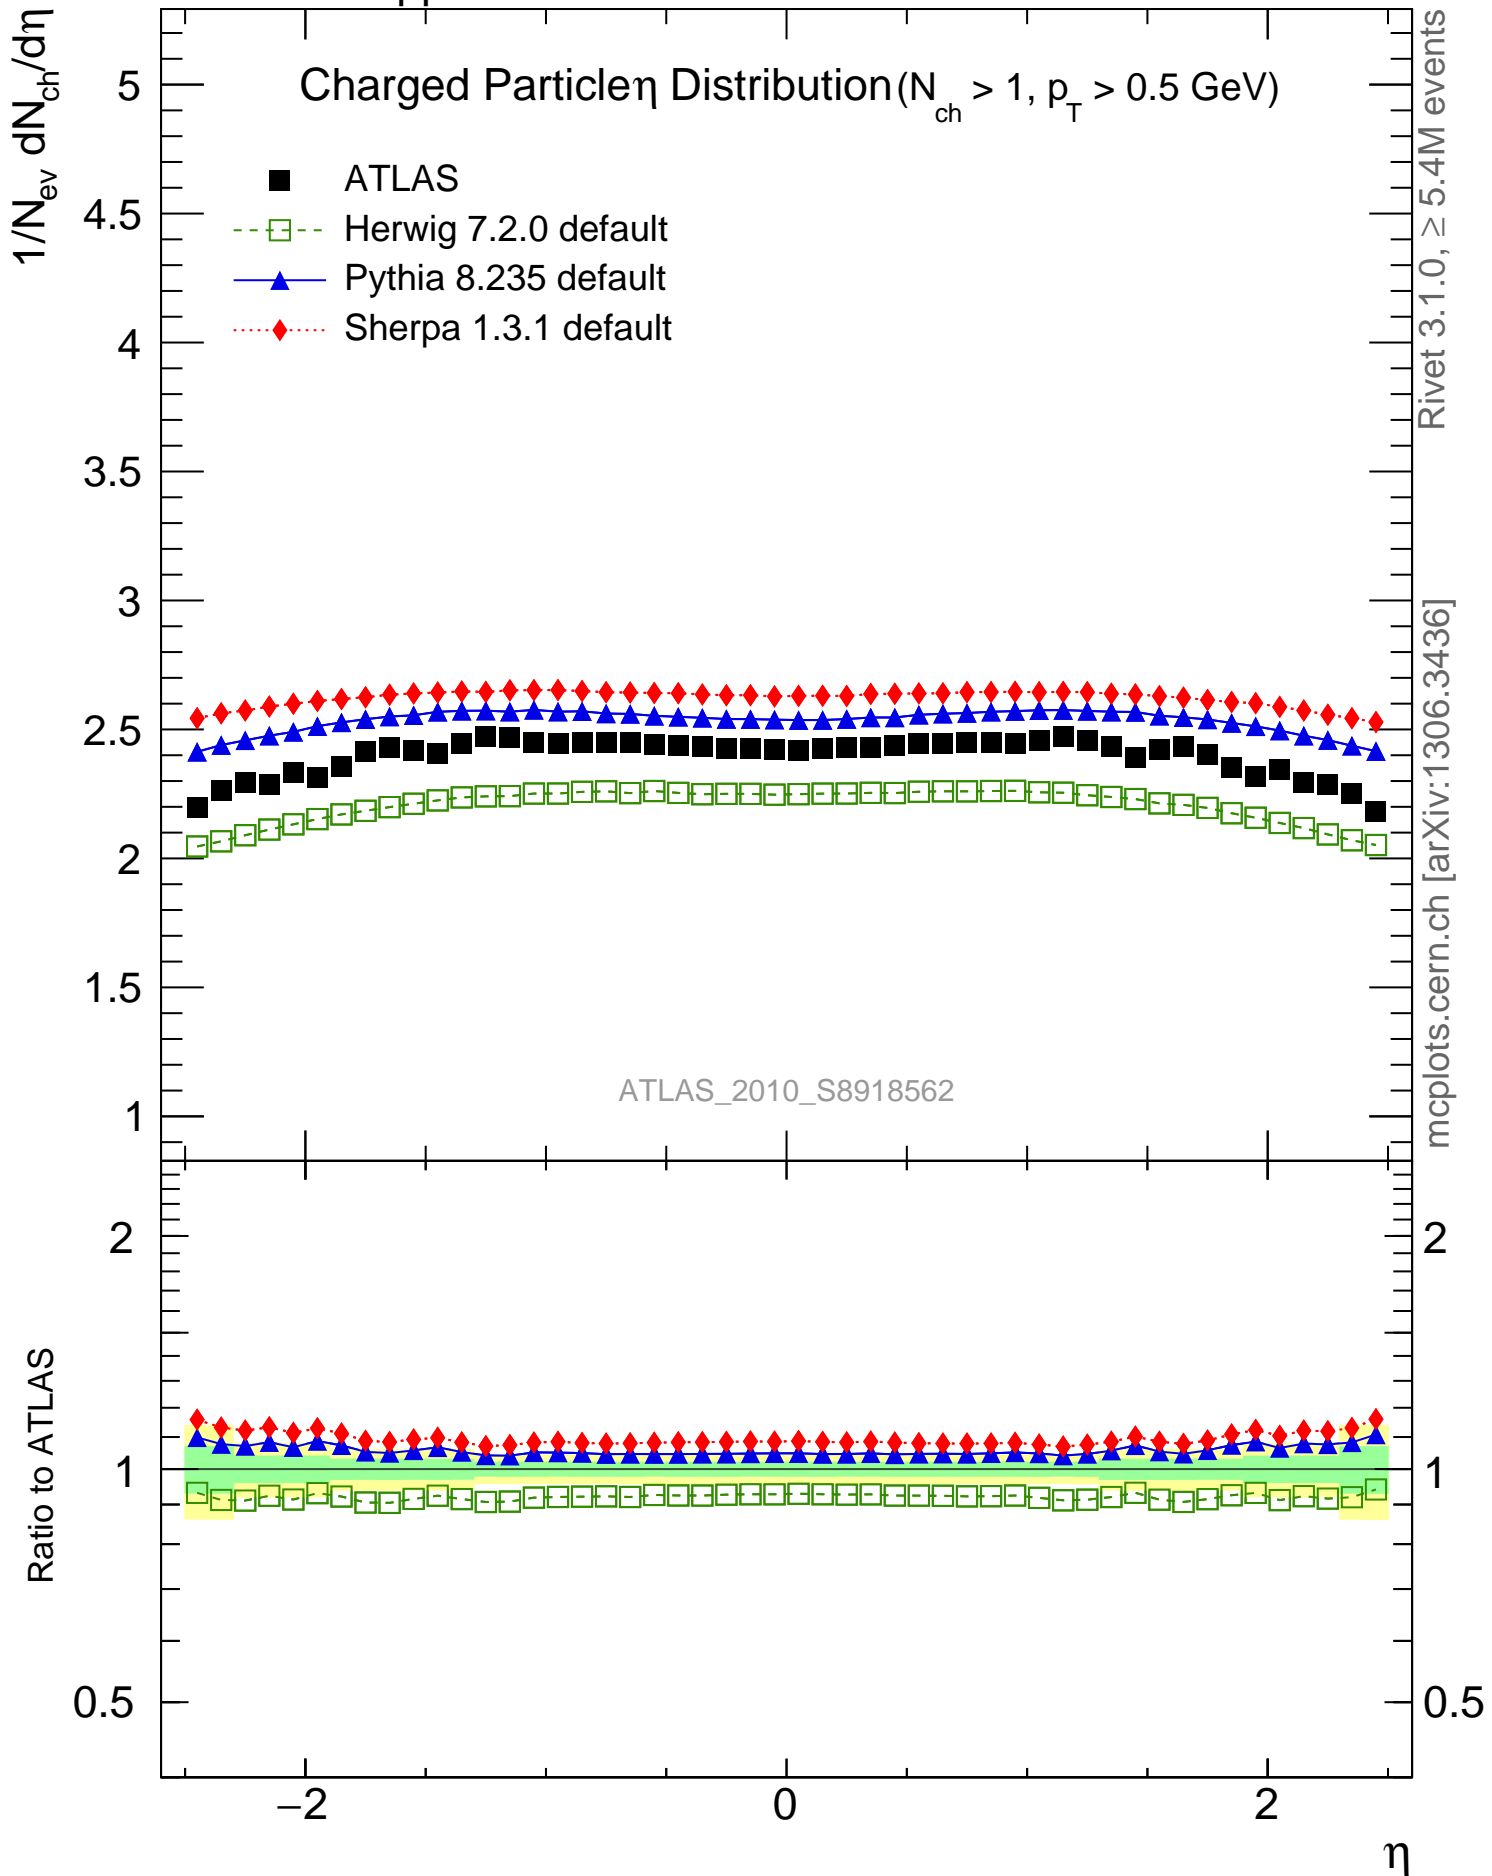 pp
1/N_ev dN_ch/dη
Charged Particle η Distribution (N_ch > 1, p_T > 0.5 GeV)
ATLAS
Herwig 7.2.0 default
Pythia 8.235 default
Sherpa 1.3.1 default
5
4.5
4
3.5
3
2.5
2
1.5
1
ATLAS_2010_S8918562
Rivet 3.1.0, ≥ 5.4M events
mcplots.cern.ch [arXiv:1306.3436]
Ratio to ATLAS
2
1
0.5
2
1
0.5
−2
0
2
η